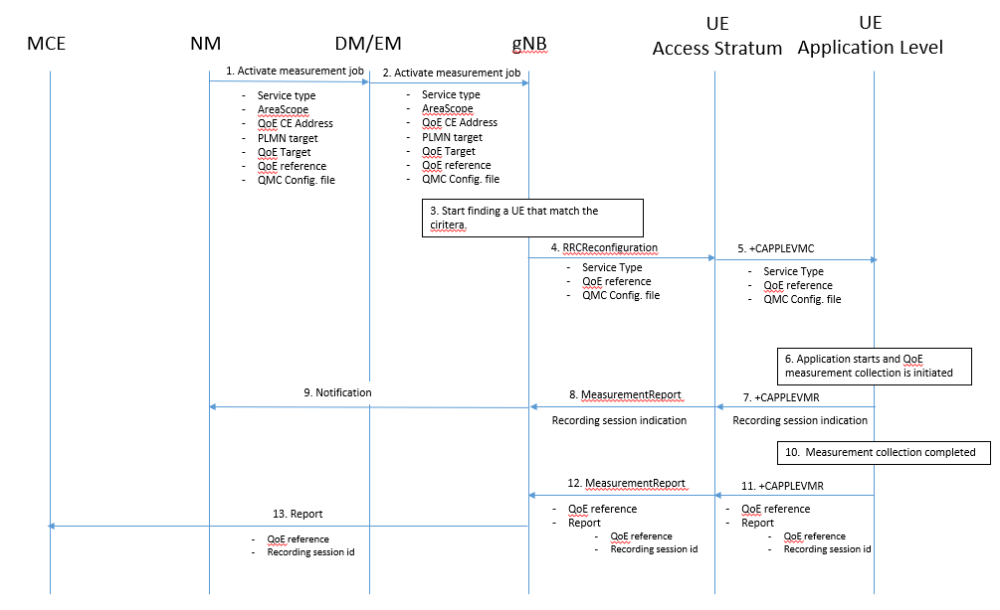 MCE
NM
DM/EM
gNB
UE
Access Stratum
UE
Application Level
1. Activate measurement job
- Service type
- AreaScope
- QoE CE Address
- PLMN target
- QoE Target
- QoE reference
- QMC Config. file
2. Activate measurement job
- Service type
- AreaScope
- QoE CE Address
- PLMN target
- QoE Target
- QoE reference
- QMC Config. file
3. Start finding a UE that match the
ciritera.
4. RRCReconfiguration
- Service Type
- QoE reference
- QMC Config. file
5. +CAPPLEVMC
- Service Type
- QoE reference
- QMC Config. file
6. Application starts and QoE
measurement collection is initiated
7. +CAPPLEVMR
Recording session indication
8. MeasurementReport
Recording session indication
9. Notification
10. Measurement collection completed
11. +CAPPLEVMR
- QoE reference
- Report
- QoE reference
- Recording session id
12. MeasurementReport
- QoE reference
- Report
- QoE reference
- Recording session id
13. Report
- QoE reference
- Recording session id